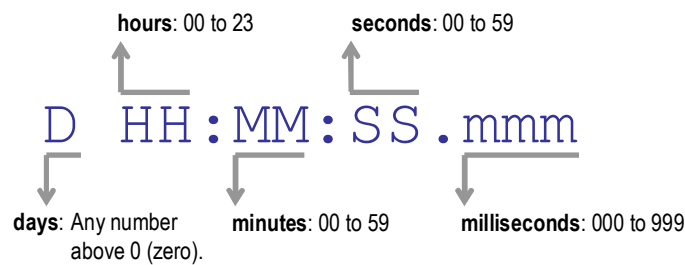 hours: 00 to 23
seconds: 00 to 59
D HH:MM:SS.mmm
days: Any number
above 0 (zero).
minutes: 00 to 59
milliseconds: 000 to 999